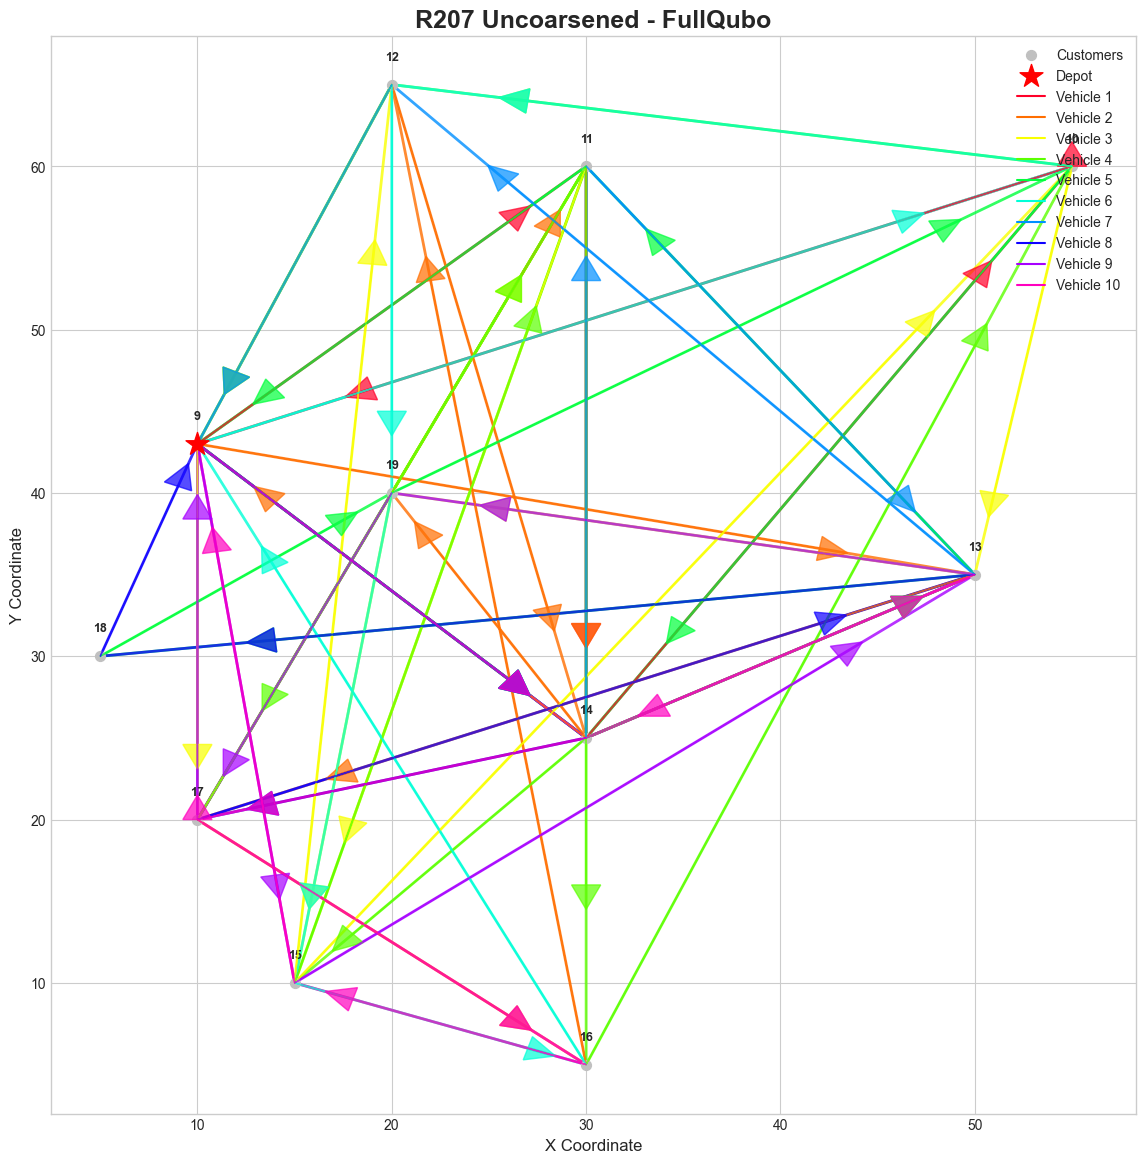 R207 Uncoarsened - FullQubo
Customers
Depot
Vehicle 1
Vehicle 2
Vehicle 3
Vehicle 4
Vehicle 5
Vehicle 6
Vehicle 7
Vehicle 8
Vehicle 9
Vehicle 10
12
11
10
9
19
13
18
14
17
15
16
60
50
40
30
20
10
Y Coordinate
10
20
30
40
50
X Coordinate